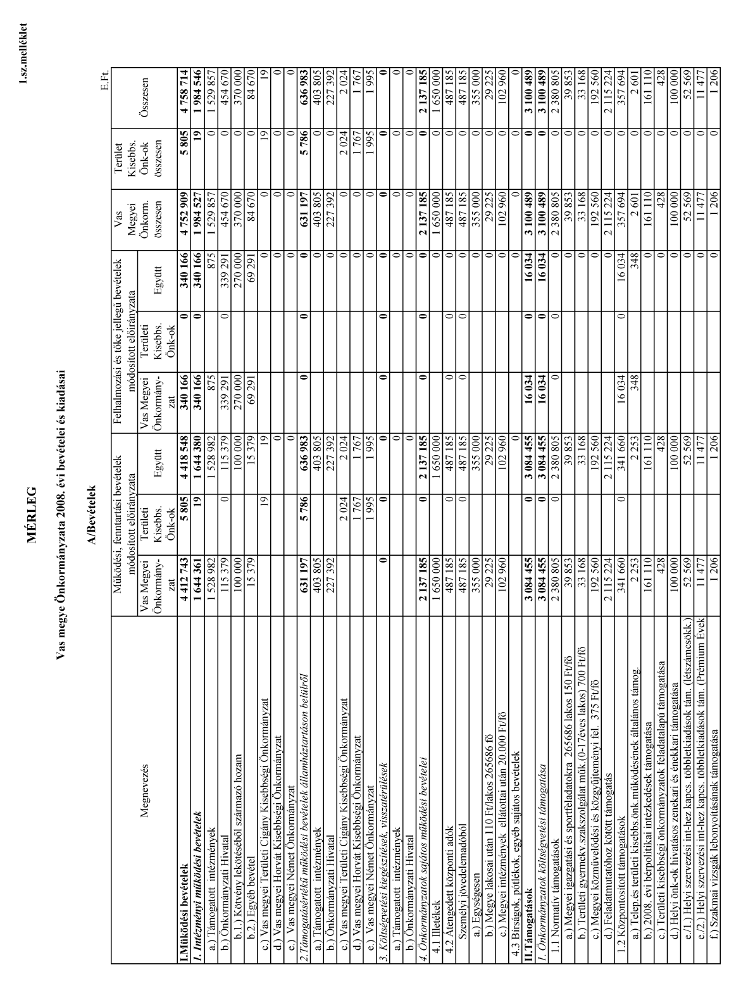 1.sz.melléklet
MÉRLEG
Vas megye Önkormányzata 2008. évi bevételei és kiadásai
A/Bevételek
E.Ft.
Megnevezés | Működési, fenntartási bevételek módosított előirányzata | Felhalmozási és tőke jellegű bevételek módosított előirányzata | Vas Megyei Önkorm. összesen | Terület Kisebbs. Önk-ok összesen | Összesen
Vas Megyei Önkormány-zat | Területi Kisebbs. Önk-ok | Együtt | Vas Megyei Önkormány-zat | Területi Kisebbs. Önk-ok | Együtt
I.Működési bevételek 4 412 743 5 805 4 418 548 340 166 0 340 166 4 752 909 5 805 4 758 714
1. Intézményi működési bevételek 1 644 361 19 1 644 380 340 166 0 340 166 1 984 527 19 1 984 546
a.) Támogatott intézmények 1 528 982 1 528 982 875 875 1 529 857 0 1 529 857
b.) Önkormányzati Hivatal 115 379 0 115 379 339 291 0 339 291 454 670 0 454 670
b.1.) Kötvény lekötéséből származó hozam 100 000 100 000 270 000 270 000 370 000 0 370 000
b.2.) Egyéb bevétel 15 379 15 379 69 291 69 291 84 670 0 84 670
c.) Vas megyei Területi Cigány Kisebbségi Önkormányzat 19 19 0 0 19 19
d.) Vas megyei Horvát Kisebbségi Önkormányzat 0 0 0 0 0
e.) Vas megyei Német Önkormányzat 0 0 0 0 0
2.Támogatásértékű működési bevételek államháztartáson belülről 631 197 5 786 636 983 0 0 0 631 197 5 786 636 983
a.) Támogatott intézmények 403 805 403 805 0 403 805 0 403 805
b.) Önkormányzati Hivatal 227 392 227 392 0 227 392 0 227 392
c.) Vas megyei Területi Cigány Kisebbségi Önkormányzat 2 024 2 024 0 0 2 024 2 024
d.) Vas megyei Horvát Kisebbségi Önkormányzat 1 767 1 767 0 0 1 767 1 767
e.) Vas megyei Német Önkormányzat 1 995 1 995 0 0 1 995 1 995
3. Költségvetési kiegészítések, visszatérülések 0 0 0 0 0 0 0 0
a.) Támogatott intézmények 0 0 0 0 0
b.) Önkormányzati Hivatal 0 0 0 0 0
4. Önkormányzatok sajátos működési bevételei 2 137 185 0 2 137 185 0 0 0 2 137 185 0 2 137 185
4.1 Illetékek 1 650 000 1 650 000 0 1 650 000 0 1 650 000
4.2 Átengedett központi adók 487 185 0 487 185 0 0 0 487 185 0 487 185
Személyi jövedelemadóból 487 185 0 487 185 0 0 0 487 185 0 487 185
a.) Egységesen 355 000 355 000 0 355 000 0 355 000
b.) Megye lakosai után 110 Ft/lakos 265686 fő 29 225 29 225 0 29 225 0 29 225
c.) Megyei intézmények ellátottai után 20.000 Ft/fő 102 960 102 960 0 102 960 0 102 960
4.3 Bírságok, pótlékok, egyéb sajátos bevételek 0 0 0 0 0
II.Támogatások 3 084 455 0 3 084 455 16 034 0 16 034 3 100 489 0 3 100 489
1. Önkormányzatok költségvetési támogatása 3 084 455 0 3 084 455 16 034 0 16 034 3 100 489 0 3 100 489
1.1 Normatív támogatások 2 380 805 0 2 380 805 0 0 0 2 380 805 0 2 380 805
a.) Megyei igazgatási és sportfeladatokra 265686 lakos 150 Ft/fő 39 853 39 853 0 39 853 0 39 853
b.) Területi gyermekv.szakszolgálat műk.(0-17éves lakos) 700 Ft/fő 33 168 33 168 0 33 168 0 33 168
c.) Megyei közművelődési és közgyűjteményi fel. 375 Ft/fő 192 560 192 560 0 192 560 0 192 560
d.) Feladatmutatóhoz kötött támogatás 2 115 224 2 115 224 0 2 115 224 0 2 115 224
1.2 Központosított támogatások 341 660 0 341 660 16 034 0 16 034 357 694 0 357 694
a.) Telep és területi kisebbs.önk.működésének általános támog. 2 253 2 253 348 348 2 601 0 2 601
b.) 2008. évi bérpolitikai intézkedések támogatása 161 110 161 110 0 161 110 0 161 110
c.) Területi kisebbségi önkormányzatok feladatalapú támogatása 428 428 0 428 0 428
d.) Helyi önk-ok hivatásos zenekari és énekkari támogatása 100 000 100 000 0 100 000 0 100 000
e./1.) Helyi szervezési int-hez kapcs. többletkiadások tám. (létszámcsökk.) 52 569 52 569 0 52 569 0 52 569
e./2.) Helyi szervezési int-hez kapcs. többletkiadások tám. (Prémium Évek 11 477 11 477 0 11 477 0 11 477
f.) Szakmai vizsgák lebonyolításának támogatása 1 206 1 206 0 1 206 0 1 206